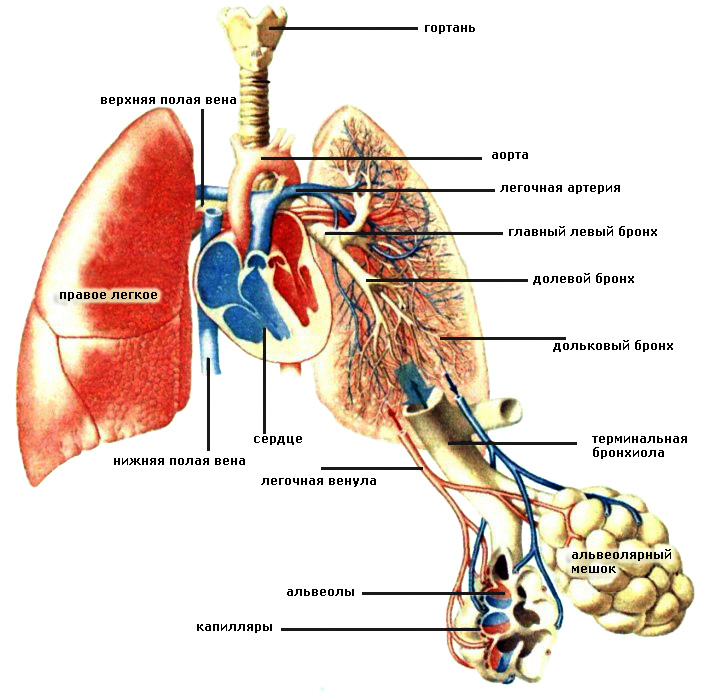 гортань
верхняя полая вена
аорта
легочная артерия
главный левый бронх
долевой бронх
правое легкое
дольковый бронх
сердце
терминальная
бронхиола
нижняя полая вена
легочная венула
альвеолярный
мешок
альвеолы
капилляры